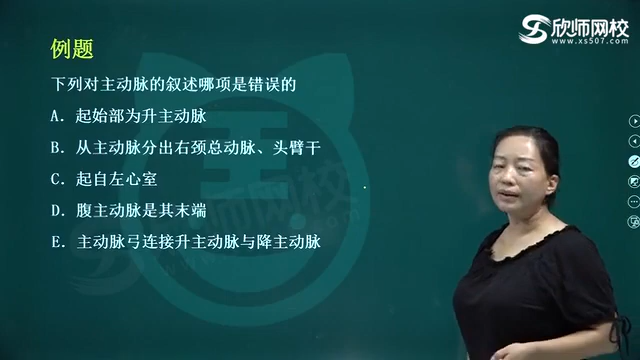 欣师网校
www.xs507.com
例题
下列对主动脉的叙述哪项是错误的
A．起始部为升主动脉
B．从主动脉分出右颈总动脉、头臂干
C．起自左心室
D．腹主动脉是其末端
E．主动脉弓连接升主动脉与降主动脉